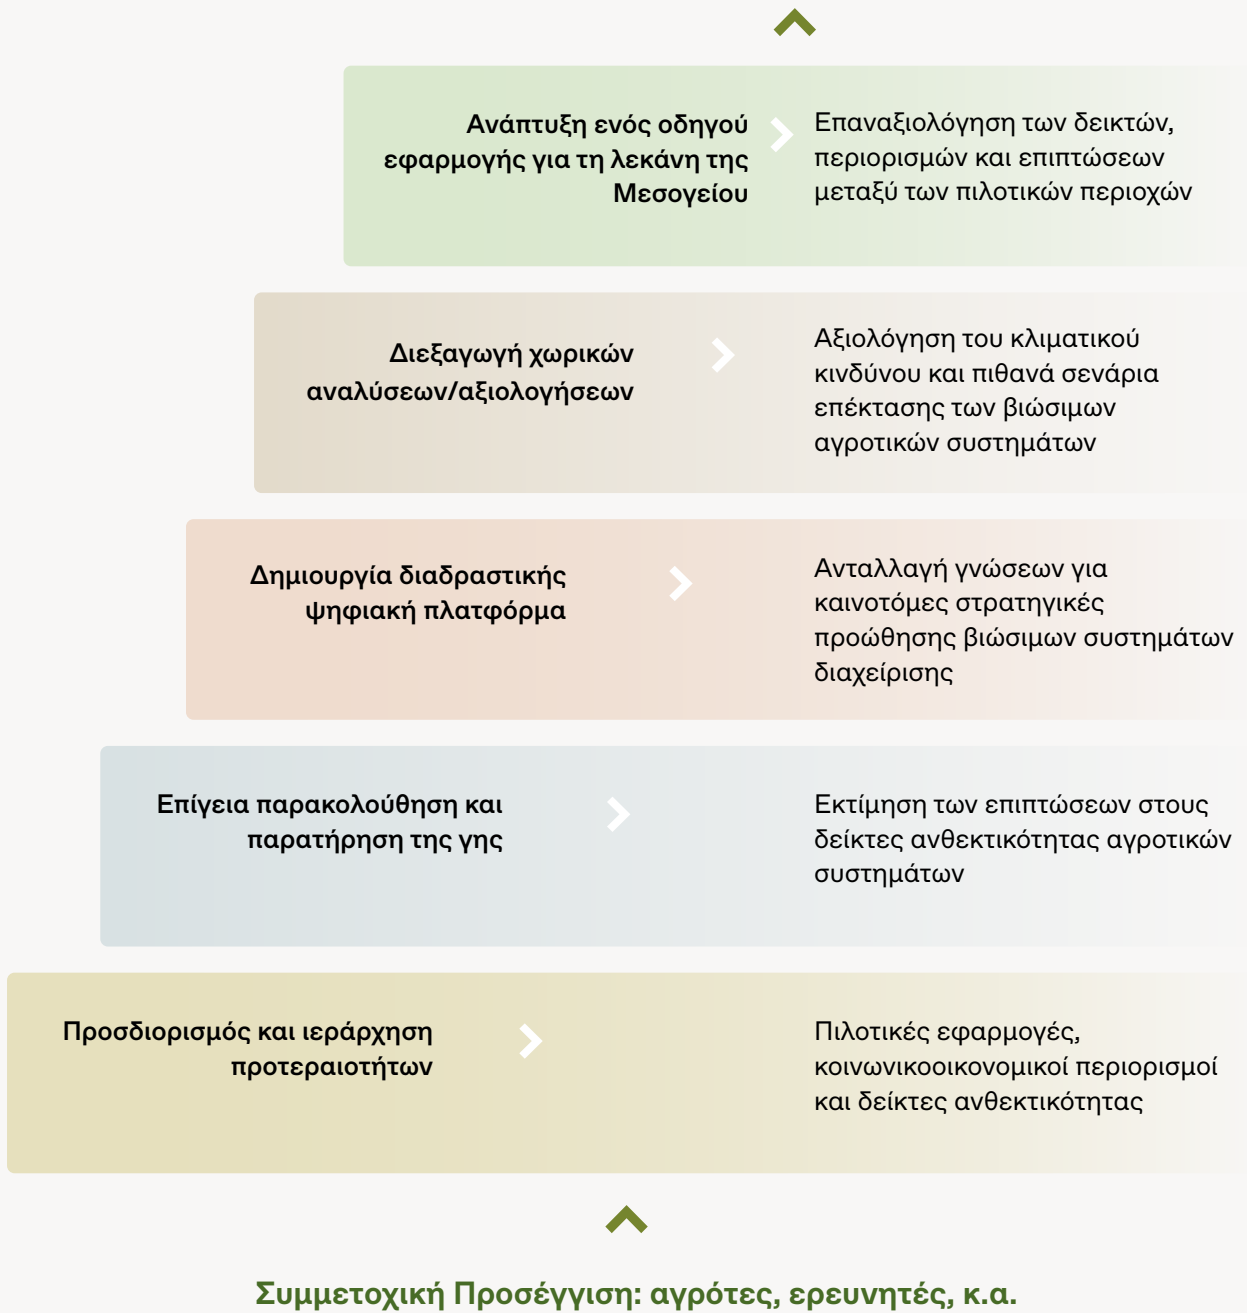 Ανάπτυξη ενός οδηγού
εφαρμογής για τη λεκάνη της
Μεσογείου
Επαναξιολόγηση των δεικτών,
περιορισμών και επιπτώσεων
μεταξύ των πιλοτικών περιοχών
Διεξαγωγή χωρικών
αναλύσεων/αξιολογήσεων
Αξιολόγηση του κλιματικού
κινδύνου και πιθανά σενάρια
επέκτασης των βιώσιμων
αγροτικών συστημάτων
Δημιουργία διαδραστικής
ψηφιακή πλατφόρμα
Ανταλλαγή γνώσεων για
καινοτόμες στρατηγικές
προώθησης βιώσιμων συστημάτων
διαχείρισης
Επίγεια παρακολούθηση και
παρατήρηση της γης
Εκτίμηση των επιπτώσεων στους
δείκτες ανθεκτικότητας αγροτικών
συστημάτων
Προσδιορισμός και ιεράρχηση
προτεραιοτήτων
Πιλοτικές εφαρμογές,
κοινωνικοοικονομικοί περιορισμοί
και δείκτες ανθεκτικότητας
Συμμετοχική Προσέγγιση: αγρότες, ερευνητές, κ.α.